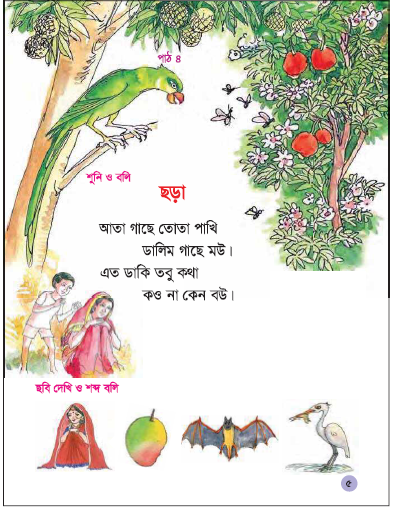 পাঠ ৪
শুনি ও বলি
ছড়া
আতা গাছে তোতা পাখি
ডালিম গাছে মউ।
এত ডাকি তবু কথা
কও না কেন বউ।
ছবি দেখি ও শব্দ বলি
৫